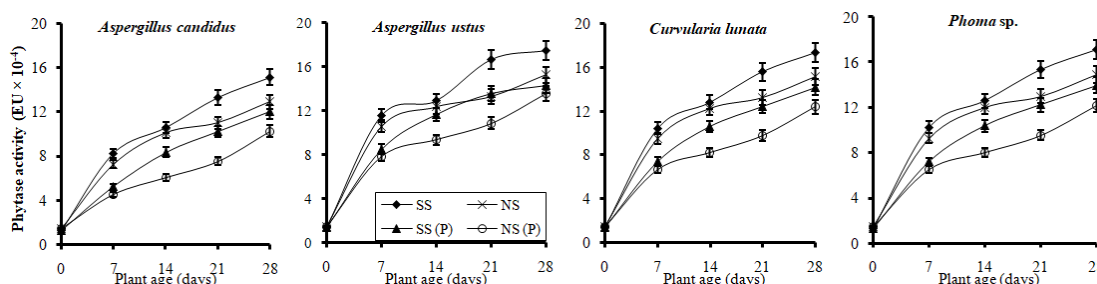 Aspergillus candidus
Aspergillus ustus
Curvularia lunata
Phoma sp.
Phytase activity (EU × 10⁻⁴)
20
16
12
8
4
0
0 7 14 21 28
Plant age (days)
20
16
12
8
4
0
SS NS
SS (P) NS (P)
0 7 14 21 28
Plant age (days)
20
16
12
8
4
0
0 7 14 21 28
Plant age (days)
20
16
12
8
4
0
0 7 14 21
Plant age (days)